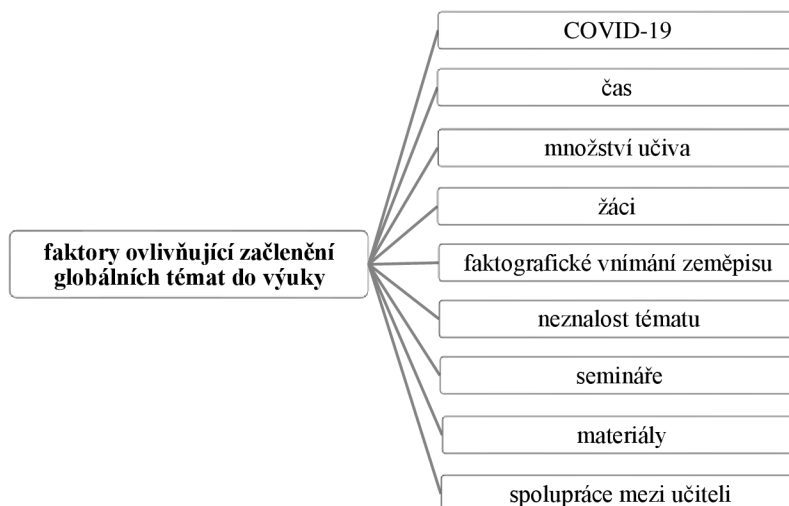 COVID-19
čas
množství učiva
žáci
faktory ovlivňující začlenění
globálních témat do výuky
faktografické vnímání zeměpisu
neznalost tématu
semináře
materiály
spolupráce mezi učiteli